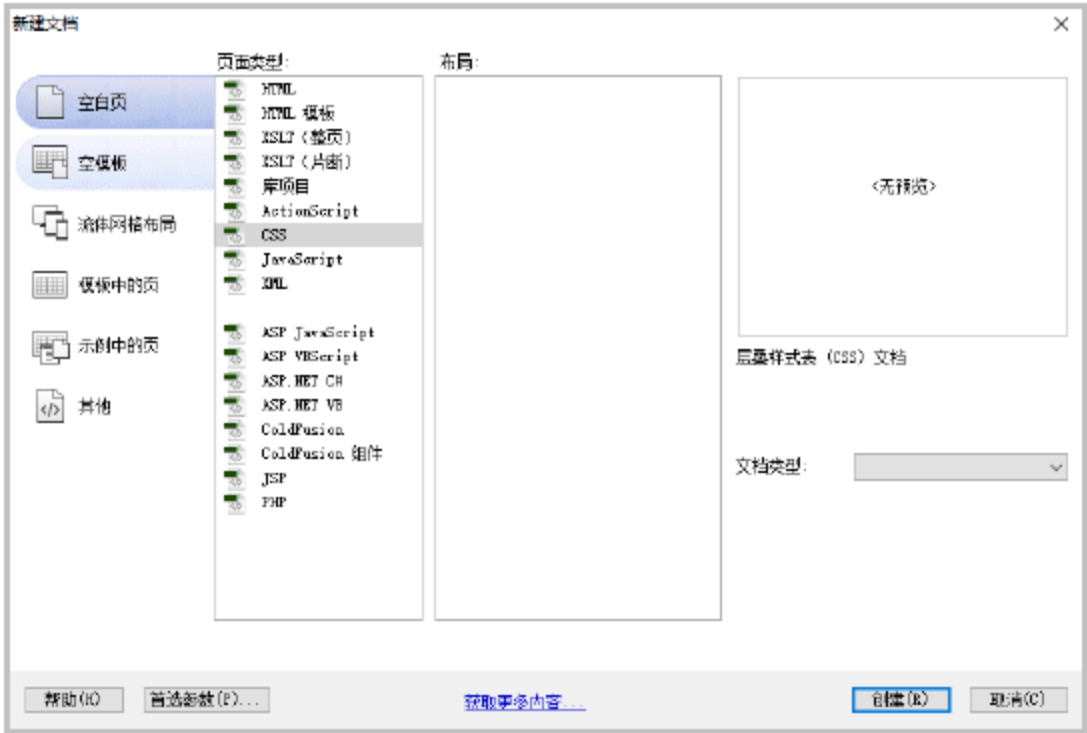 新建文档
页面类型:
布局:
空白页
空模板
流体网格布局
模板中的页
示例中的页
其他
HTML
HTML 模板
XSLT（整页）
XSLT（片断）
库项目
ActionScript
CSS
JavaScript
XML
ASP JavaScript
ASP VBScript
ASP.NET C#
ASP.NET VB
ColdFusion
ColdFusion 组件
JSP
PHP
<无预览>
层叠样式表（CSS）文档
文档类型:
帮助(H)
首选参数(P)...
获取更多内容...
创建(R)
取消(C)